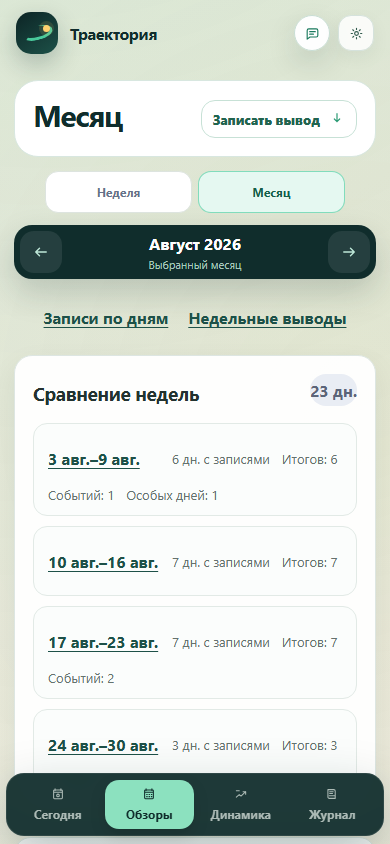 Траектория
Месяц
Записать вывод ↓
Неделя
Месяц
←
Август 2026
→
Выбранный месяц
Записи по дням
Недельные выводы
Сравнение недель
23 дн.
3 авг.–9 авг.
6 дн. с записями
Итогов: 6
Событий: 1
Особых дней: 1
10 авг.–16 авг.
7 дн. с записями
Итогов: 7
17 авг.–23 авг.
7 дн. с записями
Итогов: 7
Событий: 2
24 авг.–30 авг.
3 дн. с записями
Итогов: 3
Сегодня
Обзоры
Динамика
Журнал